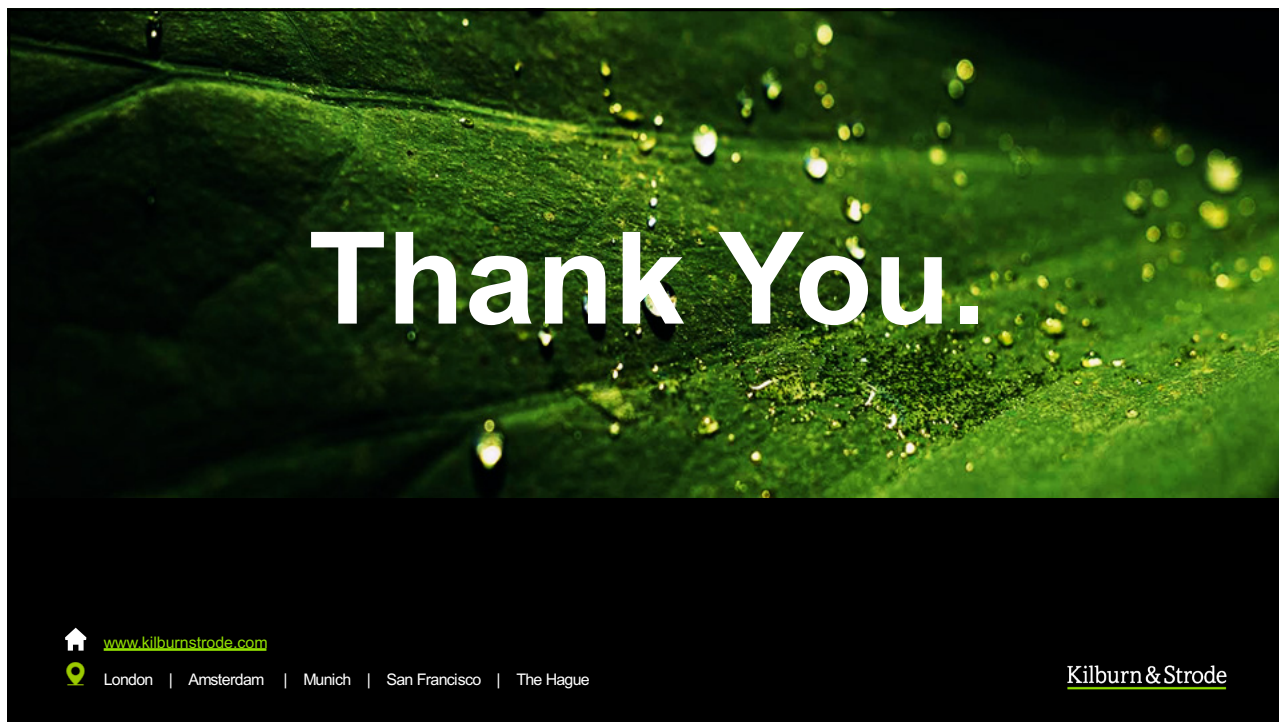 Thank You.
www.kilburnstrode.com
London | Amsterdam | Munich | San Francisco | The Hague
Kilburn & Strode